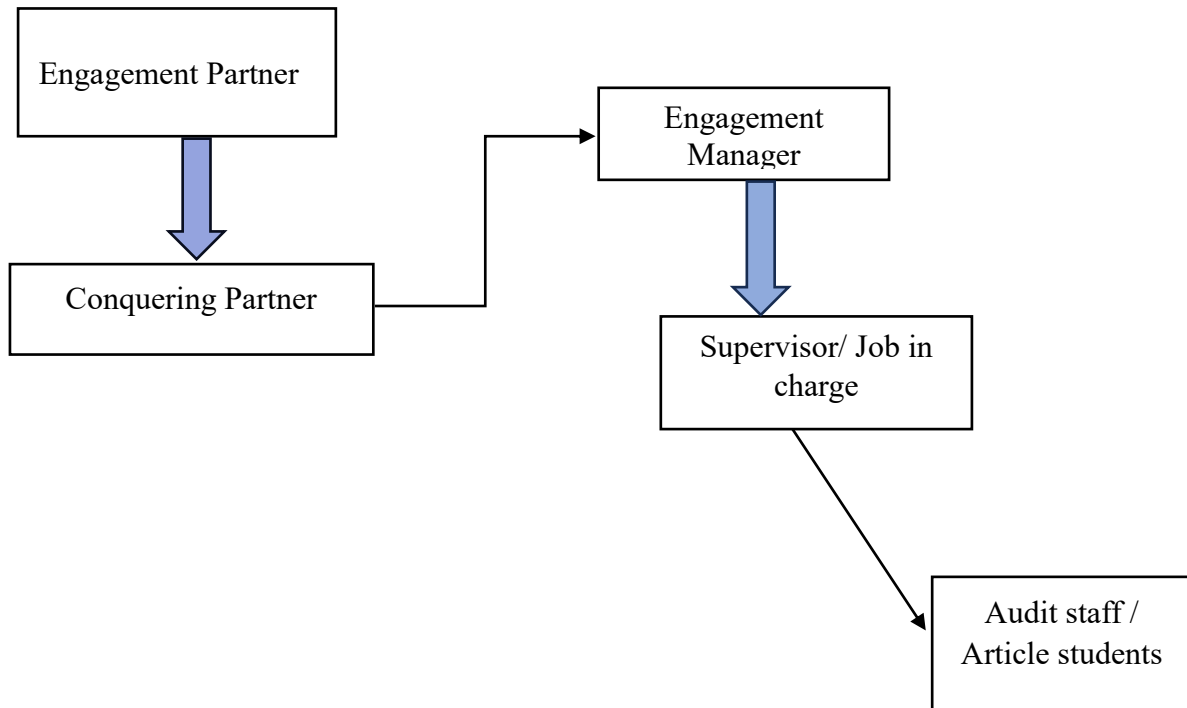 Engagement Partner
Conquering Partner
Engagement
Manager
Supervisor/ Job in
charge
Audit staff /
Article students